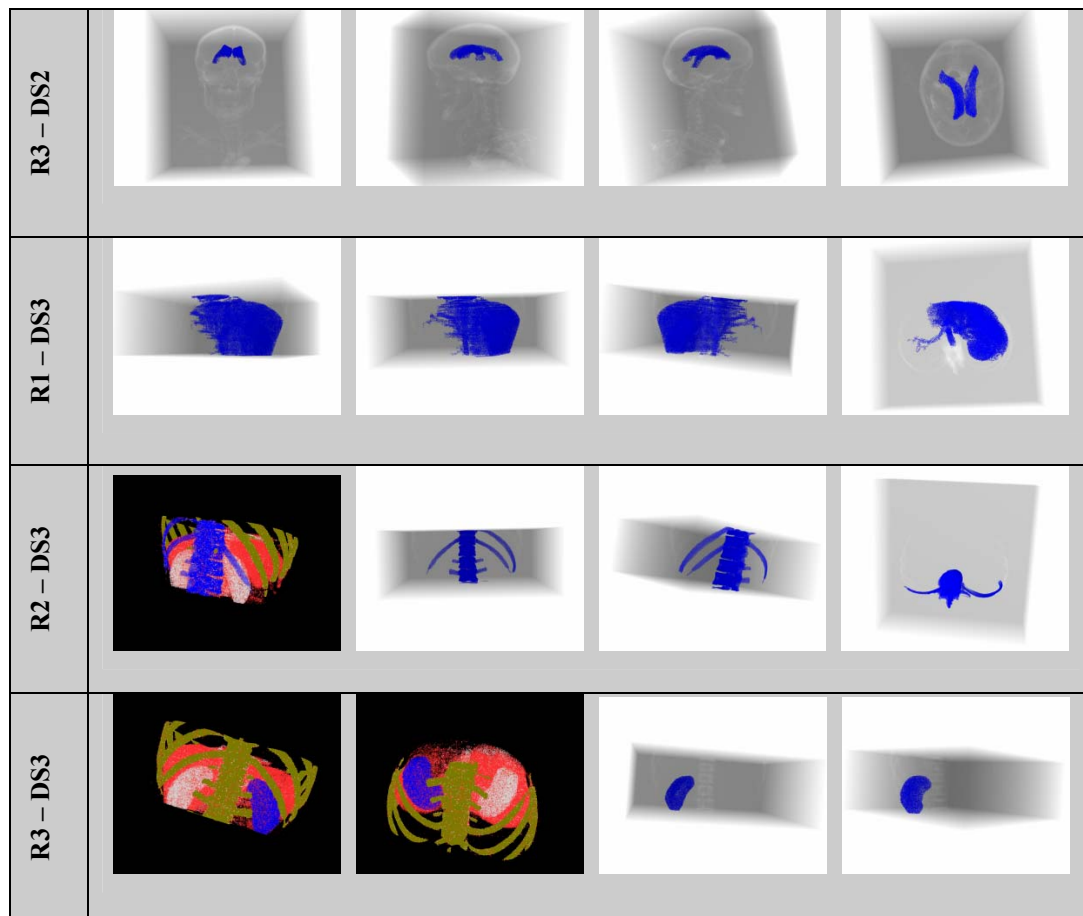 R3 – DS2
R1 – DS3
R2 – DS3
R3 – DS3